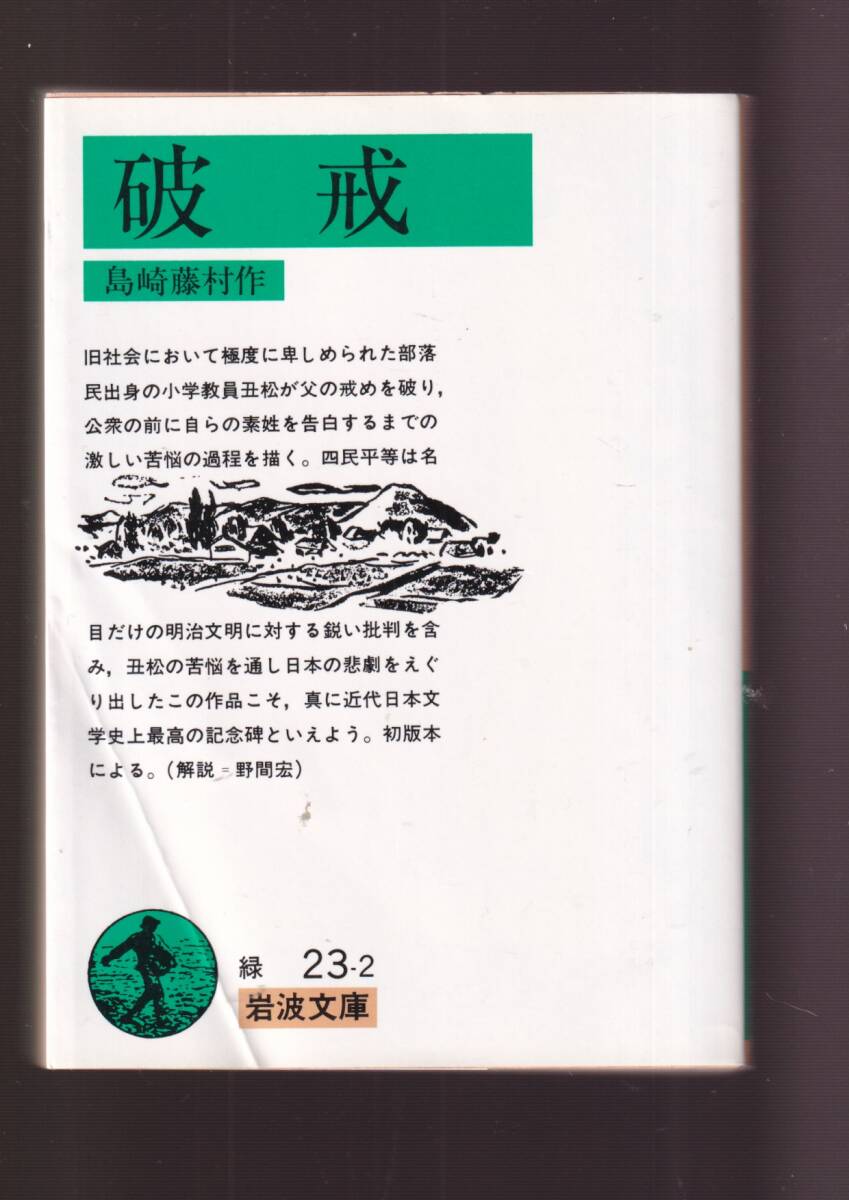 破 戒
島崎藤村作
旧社会において極度に卑しめられた部落
民出身の小学教員丑松が父の戒めを破り，
公衆の前に自らの素姓を告白するまでの
激しい苦悩の過程を描く。四民平等は名
目だけの明治文明に対する鋭い批判を含
み，丑松の苦悩を通し日本の悲劇をえぐ
り出したこの作品こそ，真に近代日本文
学史上最高の記念碑といえよう。初版本
による。（解説＝野間宏）
緑 23-2
岩波文庫